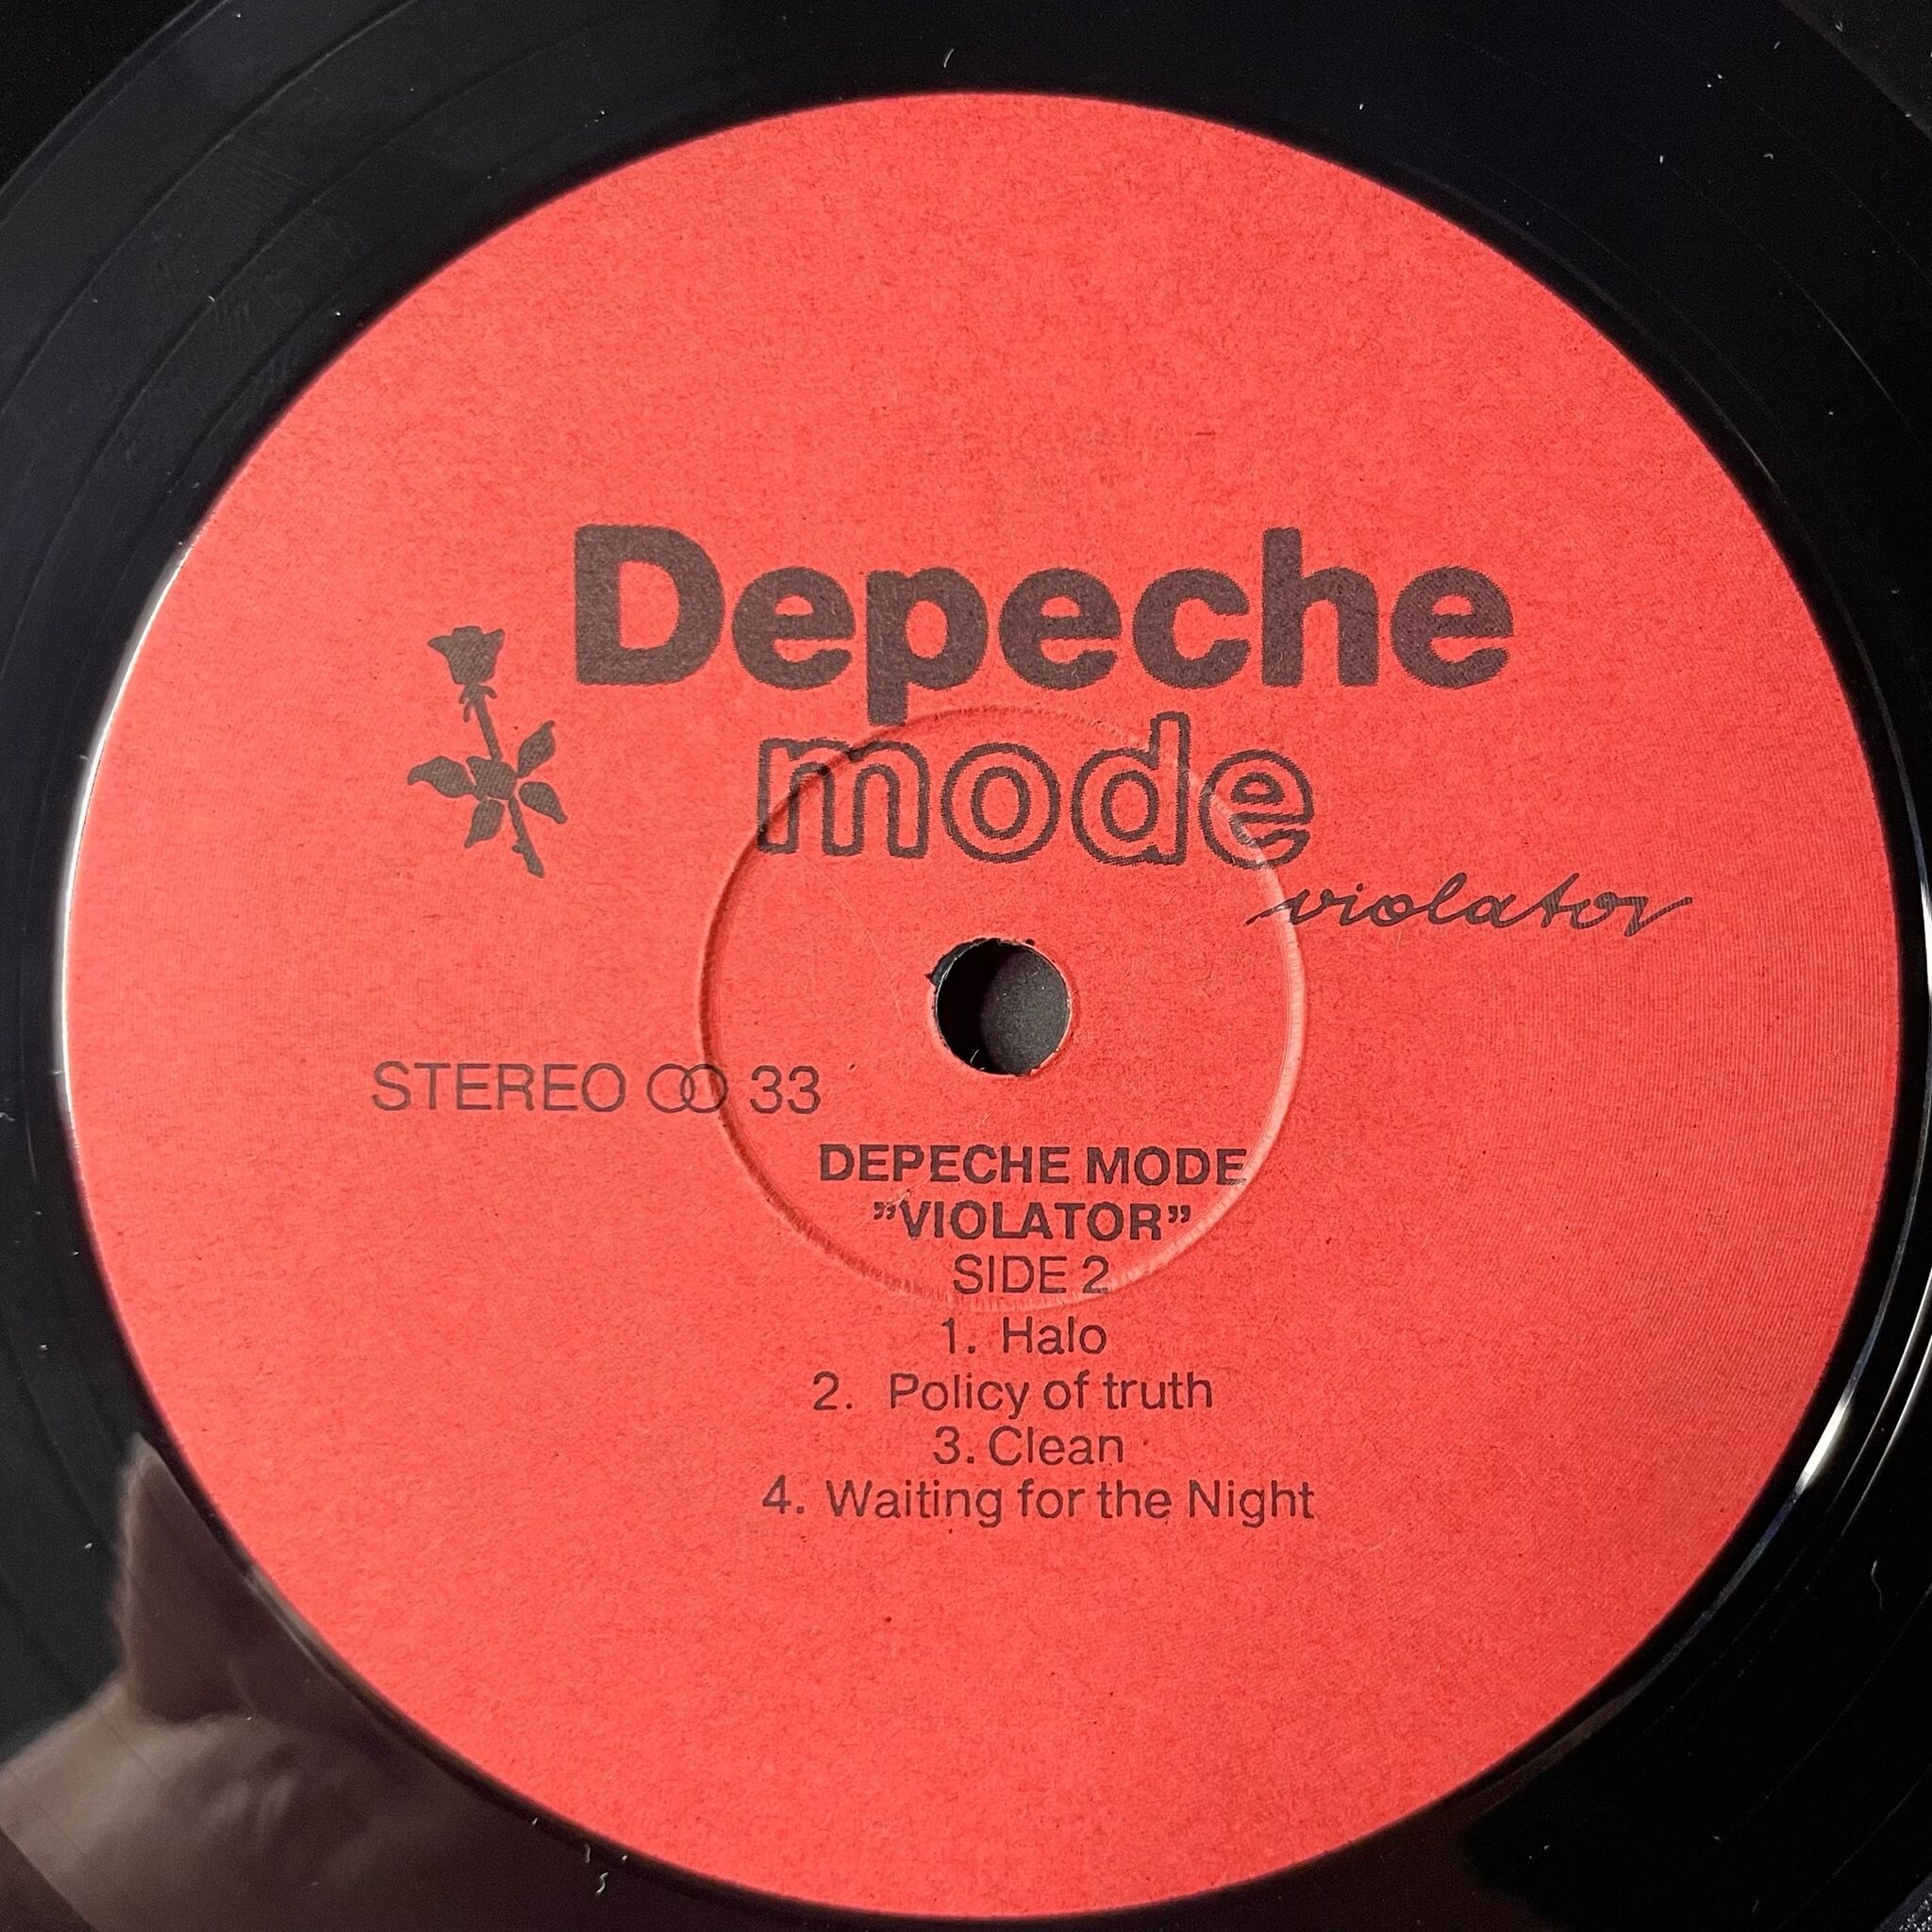 Depeche
mode
violator
STEREO OO 33
DEPECHE MODE
”VIOLATOR”
SIDE 2
1. Halo
2. Policy of truth
3. Clean
4. Waiting for the Night